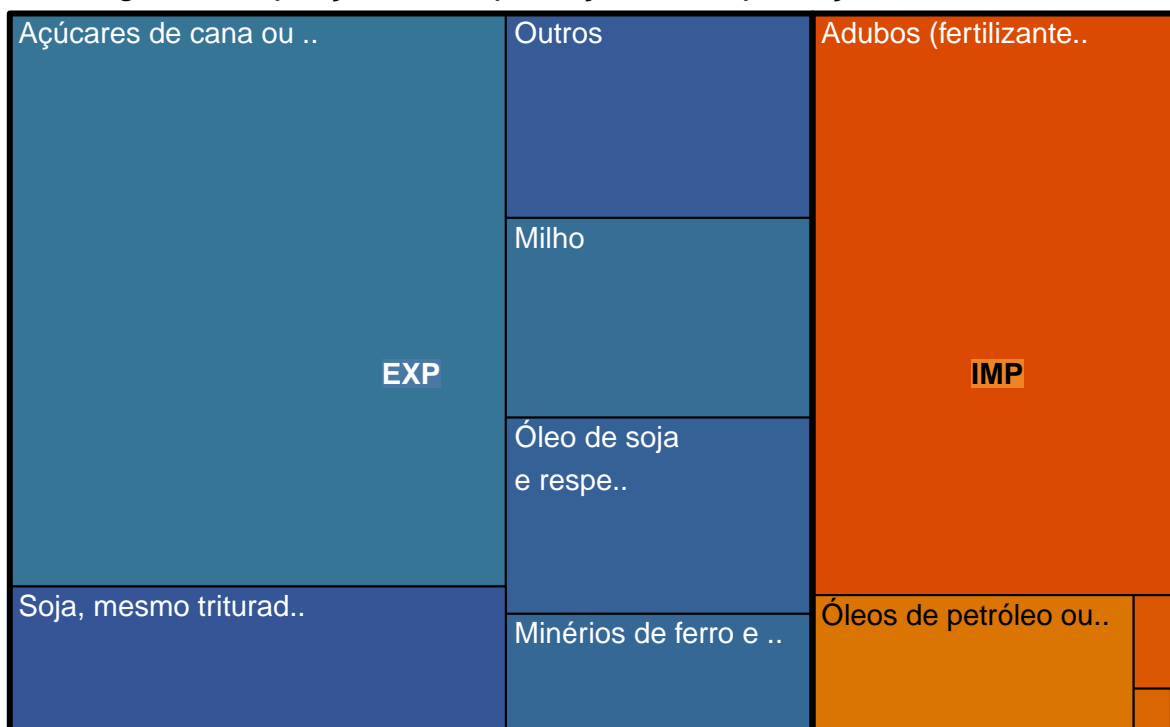 Açúcares de cana ou ..
Soja, mesmo triturad..
EXP
Outros
Milho
Óleo de soja
e respe..
Minérios de ferro e ..
Adubos (fertilizante..
IMP
Óleos de petróleo ou..